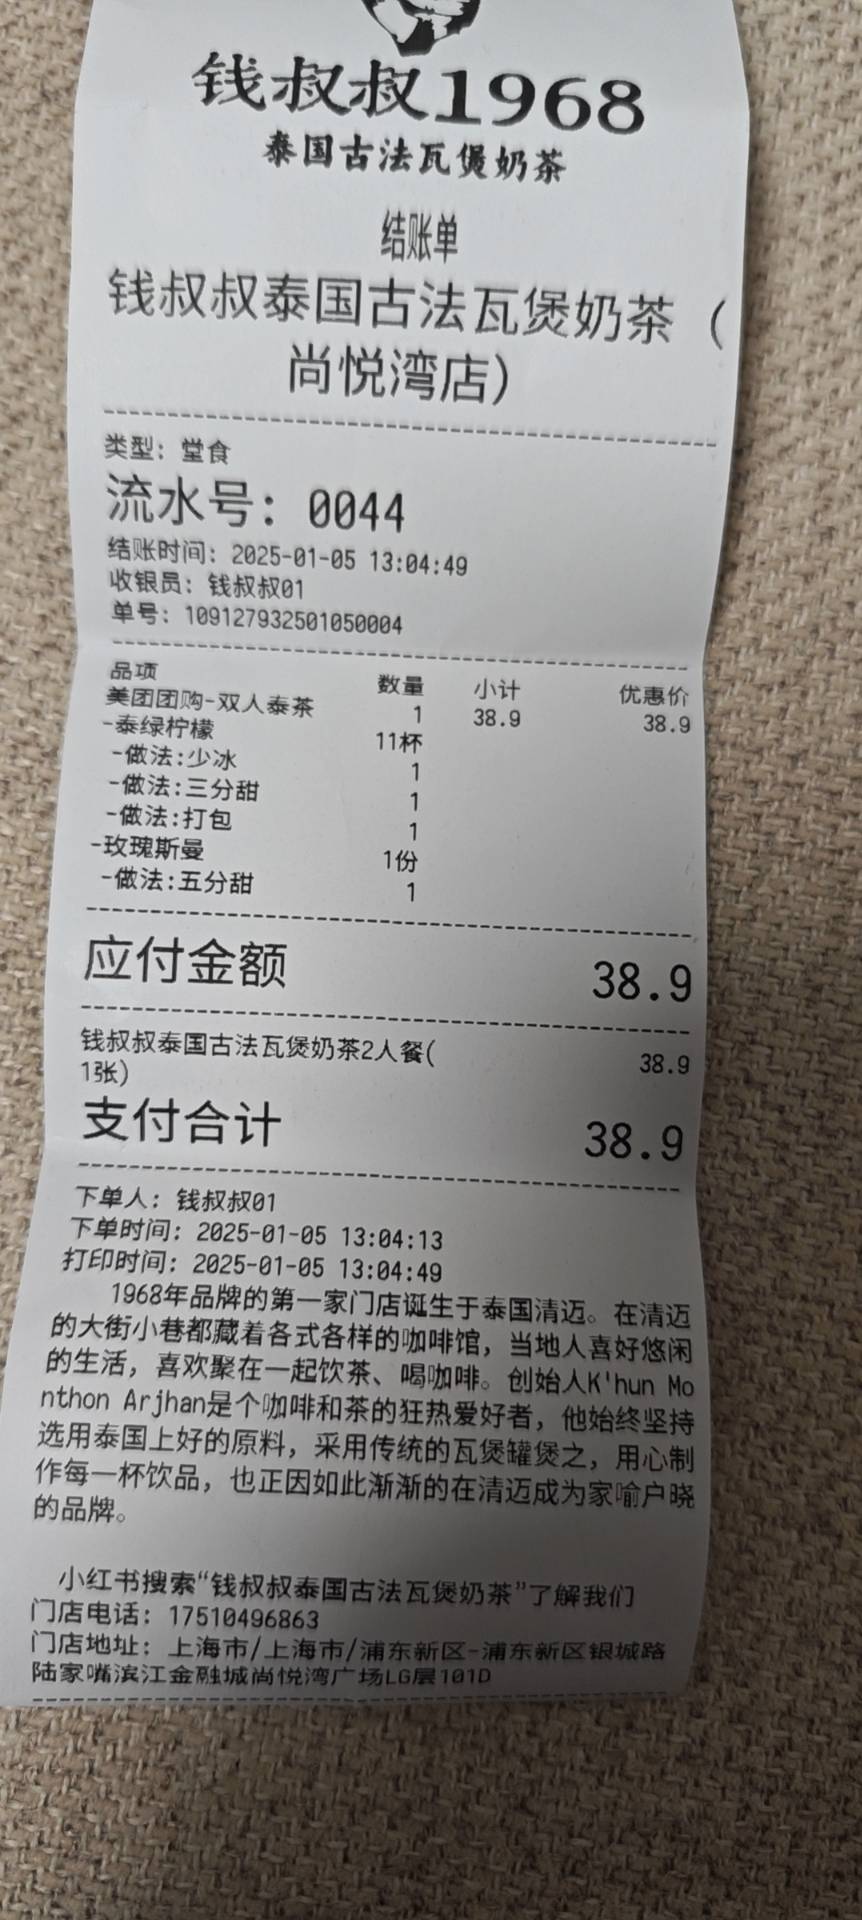 钱叔叔1968
泰国古法瓦煲奶茶
结账单
钱叔叔泰国古法瓦煲奶茶（
尚悦湾店）
类型：堂食
流水号：0044
结账时间：2025-01-05 13:04:49
收银员：钱叔叔01
单号：109127932501050004
品项 数量 小计 优惠价
美团团购-双人泰茶 1 38.9 38.9
-泰绿柠檬 11杯
-做法:少冰 1
-做法:三分甜 1
-做法:打包 1
-玫瑰斯曼 1份
-做法:五分甜 1
应付金额 38.9
钱叔叔泰国古法瓦煲奶茶2人餐( 38.9
1张)
支付合计 38.9
下单人：钱叔叔01
下单时间：2025-01-05 13:04:13
打印时间：2025-01-05 13:04:49
1968年品牌的第一家门店诞生于泰国清迈。在清迈
的大街小巷都藏着各式各样的咖啡馆，当地人喜好悠闲
的生活，喜欢聚在一起饮茶、喝咖啡。创始人K'hun Mo
nthon Arjhan是个咖啡和茶的狂热爱好者，他始终坚持
选用泰国上好的原料，采用传统的瓦煲罐煲之，用心制
作每一杯饮品，也正因如此渐渐的在清迈成为家喻户晓
的品牌。
小红书搜索“钱叔叔泰国古法瓦煲奶茶”了解我们
门店电话：17510496863
门店地址：上海市/上海市/浦东新区-浦东新区银城路
陆家嘴滨江金融城尚悦湾广场LG层101D